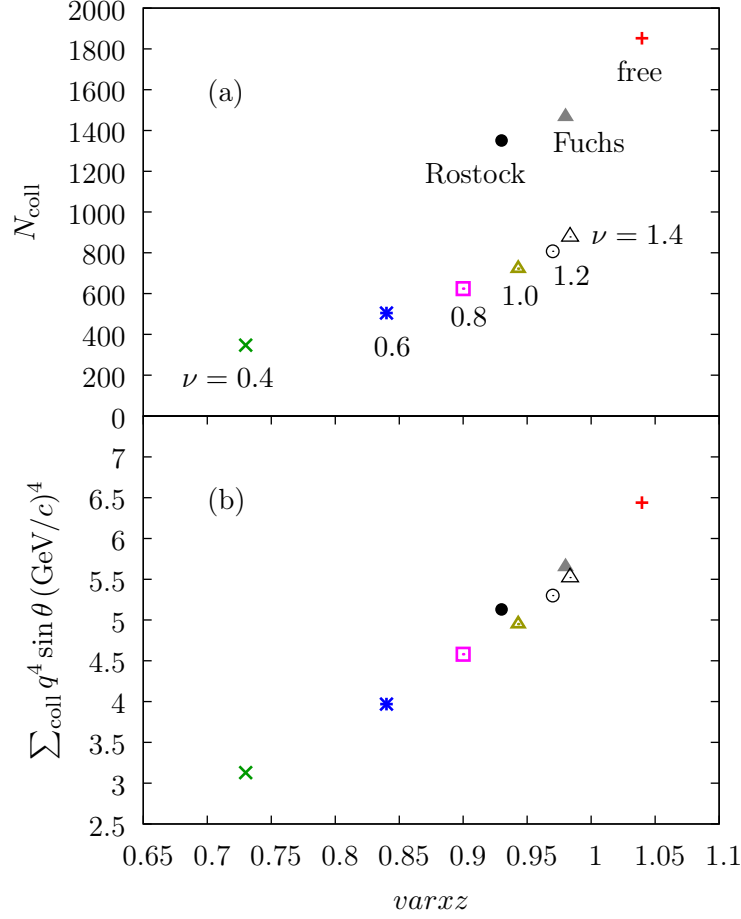 2000
1800
1600
1400
1200
1000
800
600
400
200
0
N_coll
(a)
free
Fuchs
Rostock
ν = 1.4
1.2
1.0
0.8
0.6
ν = 0.4
7
6.5
6
5.5
5
4.5
4
3.5
3
2.5
∑_coll q^4 sin θ (GeV/c)^4
(b)
0.65 0.7 0.75 0.8 0.85 0.9 0.95 1 1.05 1.1
varxz